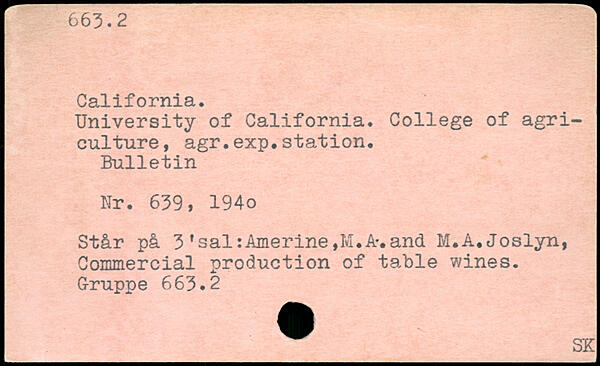 663.2
California.
University of California. College of agri-
culture, agr.exp.station.
Bulletin
Nr. 639, 194o
Står på 3'sal:Amerine,M.A.and M.A.Joslyn,
Commercial production of table wines.
Gruppe 663.2
SK